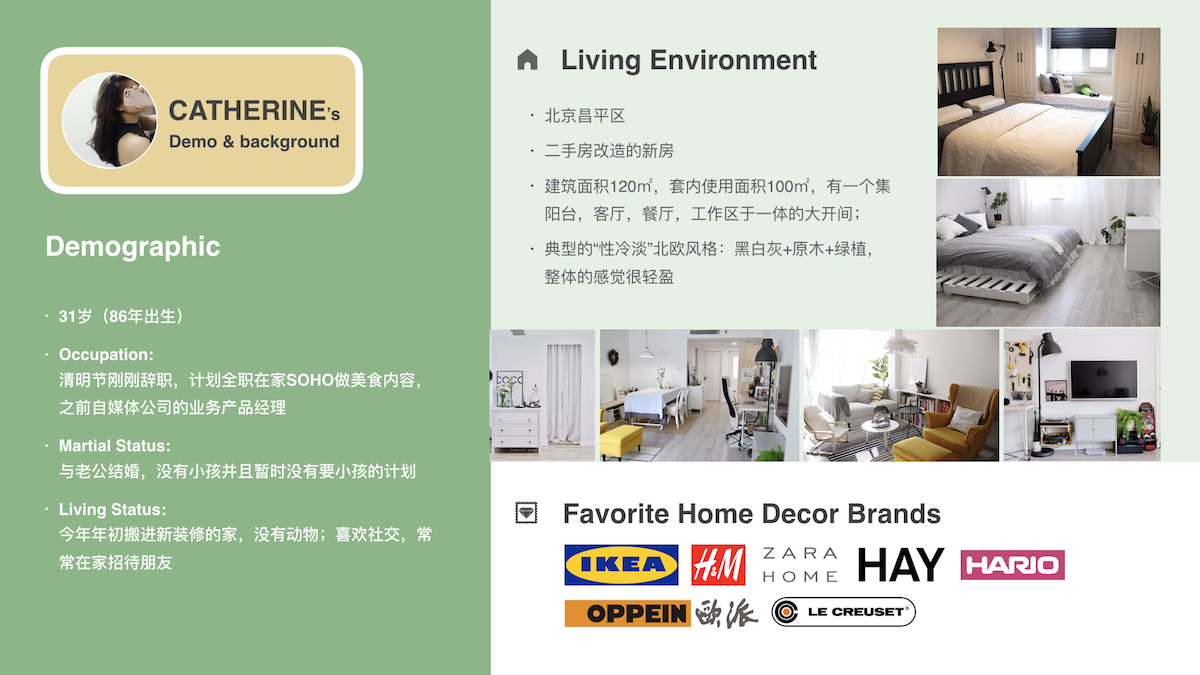 CATHERINE's
Demo & background
Demographic
· 31岁（86年出生）
· Occupation:
清明节刚刚辞职，计划全职在家SOHO做美食内容，
之前自媒体公司的业务产品经理
· Martial Status:
与老公结婚，没有小孩并且暂时没有要小孩的计划
· Living Status:
今年年初搬进新装修的家，没有动物；喜欢社交，常
常在家招待朋友
Living Environment
· 北京昌平区
· 二手房改造的新房
· 建筑面积120㎡，套内使用面积100㎡，有一个集
阳台，客厅，餐厅，工作区于一体的大开间；
· 典型的“性冷淡”北欧风格：黑白灰+原木+绿植，
整体的感觉很轻盈
Favorite Home Decor Brands
IKEA
H&M
ZARA
HOME
HAY
HARIO
OPPEIN 欧派
LE CREUSET®